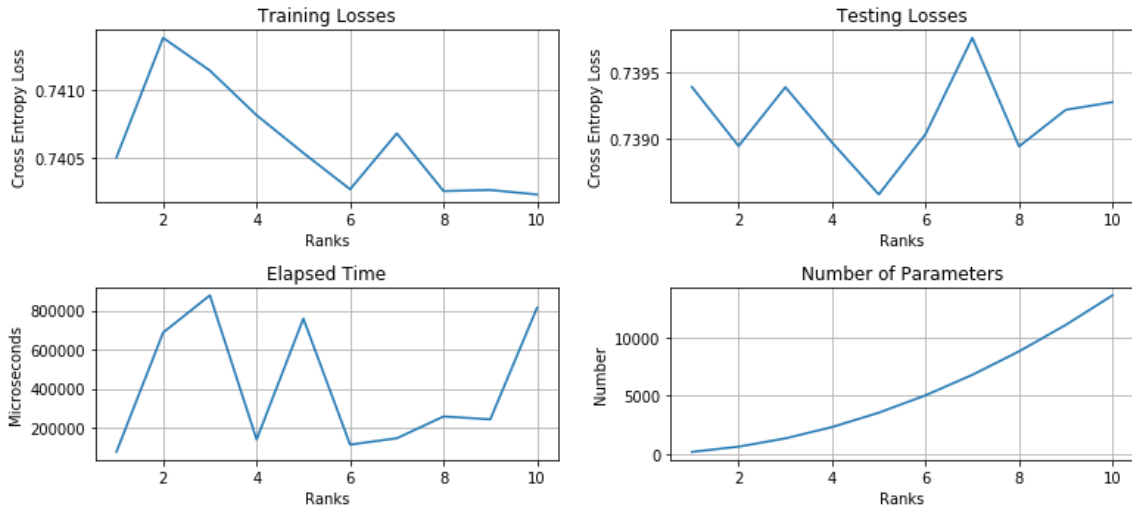 Training Losses
Cross Entropy Loss
0.7410
0.7405
2 4 6 8 10
Ranks
Testing Losses
Cross Entropy Loss
0.7395
0.7390
2 4 6 8 10
Ranks
Elapsed Time
Microseconds
800000
600000
400000
200000
2 4 6 8 10
Ranks
Number of Parameters
Number
10000
5000
0
2 4 6 8 10
Ranks